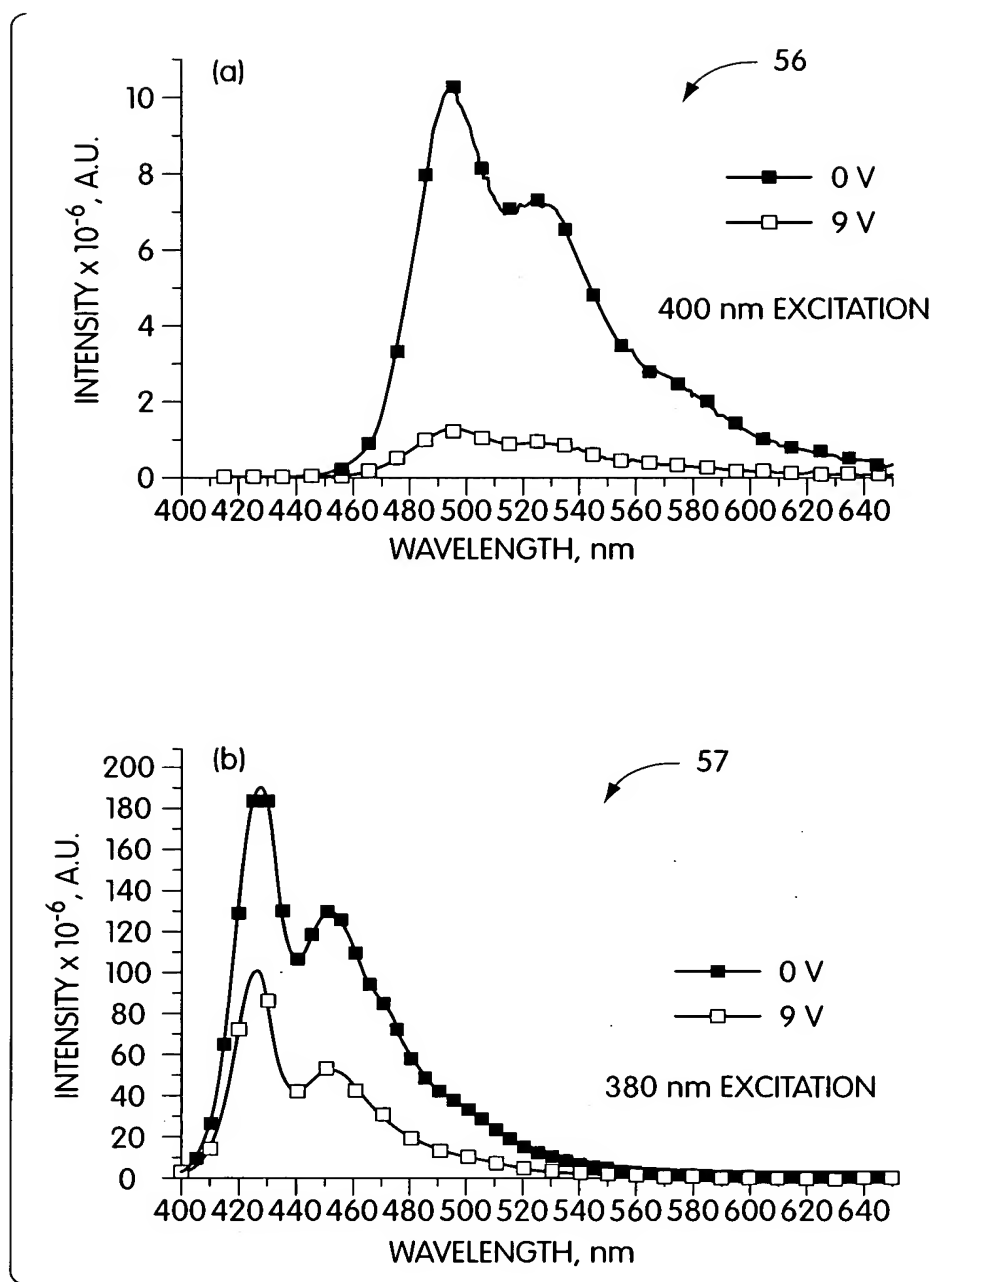 (a)
56
10
8
6
4
2
0
INTENSITY x 10⁻⁶, A.U.
0 V
9 V
400 nm EXCITATION
400 420 440 460 480 500 520 540 560 580 600 620 640
WAVELENGTH, nm
(b)
57
200
180
160
140
120
100
80
60
40
20
0
INTENSITY x 10⁻⁶, A.U.
0 V
9 V
380 nm EXCITATION
400 420 440 460 480 500 520 540 560 580 600 620 640
WAVELENGTH, nm